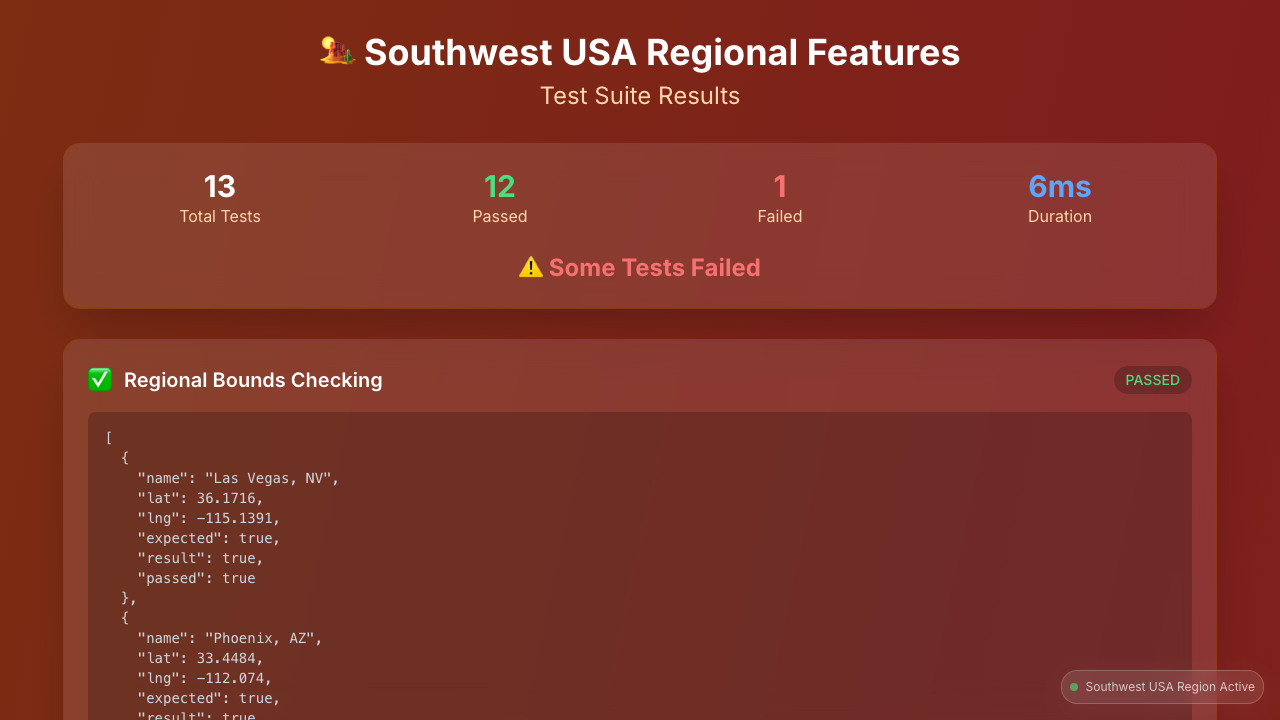 Southwest USA Regional Features
Test Suite Results
13
Total Tests
12
Passed
1
Failed
6ms
Duration
Some Tests Failed
Regional Bounds Checking
PASSED
[
  {
    "name": "Las Vegas, NV",
    "lat": 36.1716,
    "lng": -115.1391,
    "expected": true,
    "result": true,
    "passed": true
  },
  {
    "name": "Phoenix, AZ",
    "lat": 33.4484,
    "lng": -112.074,
    "expected": true,
    "result": true
Southwest USA Region Active